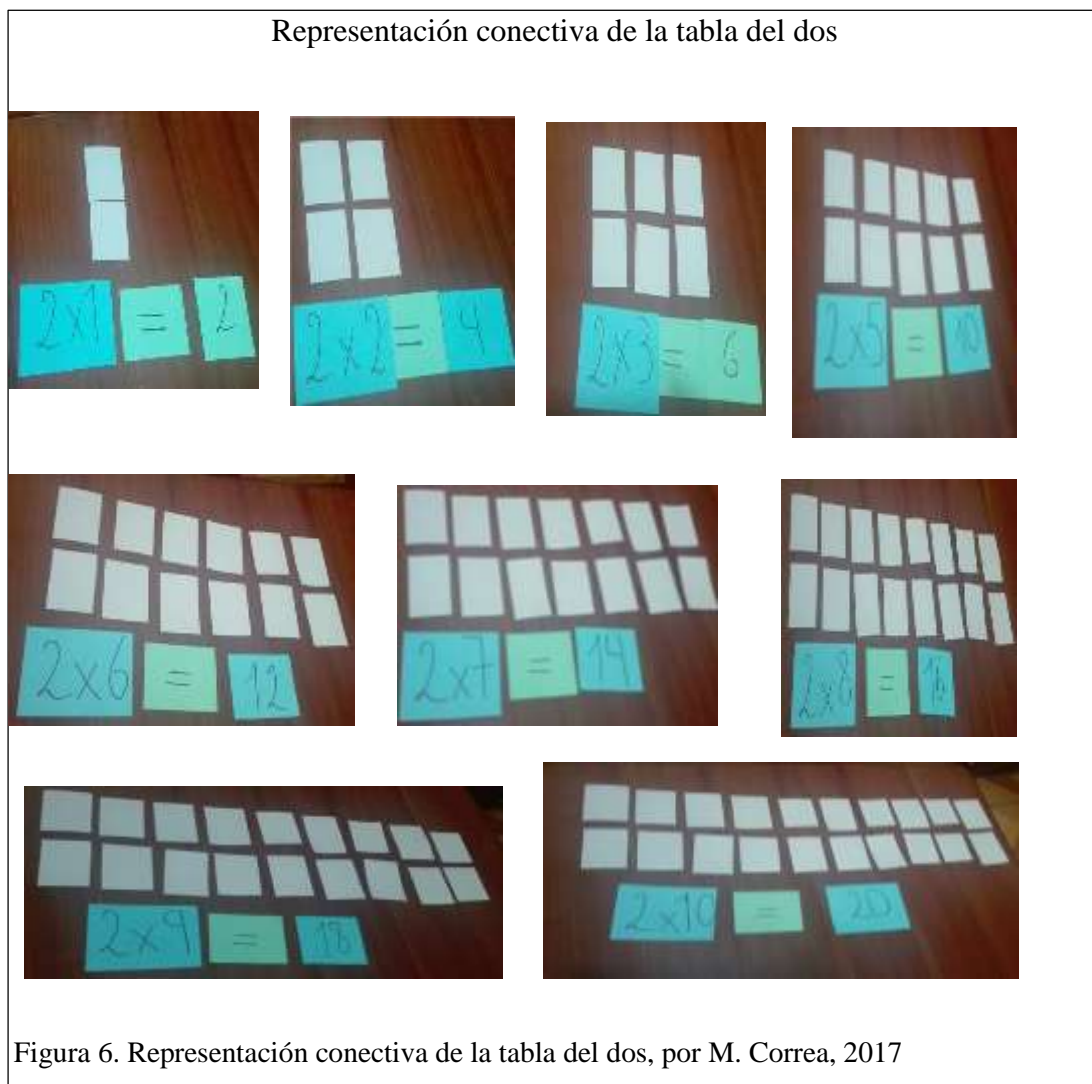 Representación conectiva de la tabla del dos
2x1 = 2
2x2 = 4
2x3 = 6
2x5 = 10
2x6 = 12
2x7 = 14
2x8 = 16
2x9 = 18
2x10 = 20
Figura 6. Representación conectiva de la tabla del dos, por M. Correa, 2017